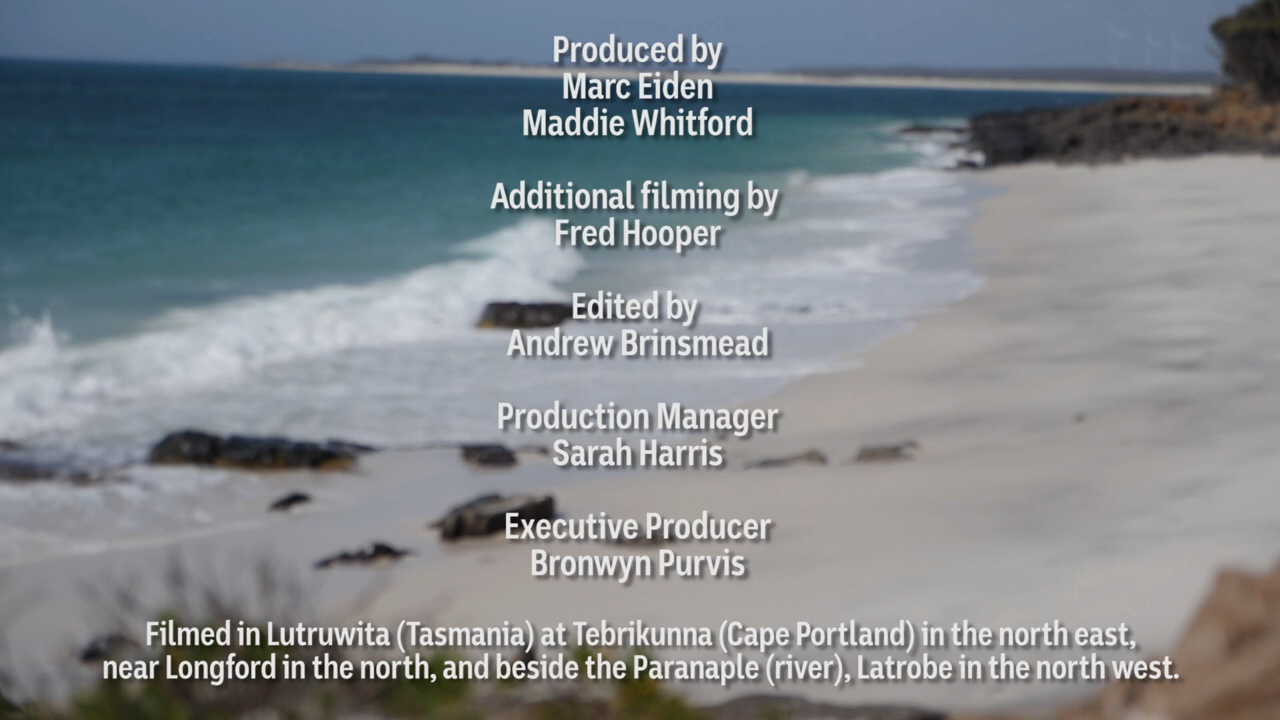 Produced by
Marc Eiden
Maddie Whitford
Additional filming by
Fred Hooper
Edited by
Andrew Brinsmead
Production Manager
Sarah Harris
Executive Producer
Bronwyn Purvis
Filmed in Lutruwita (Tasmania) at Tebrikunna (Cape Portland) in the north east,
near Longford in the north, and beside the Paranaple (river), Latrobe in the north west.